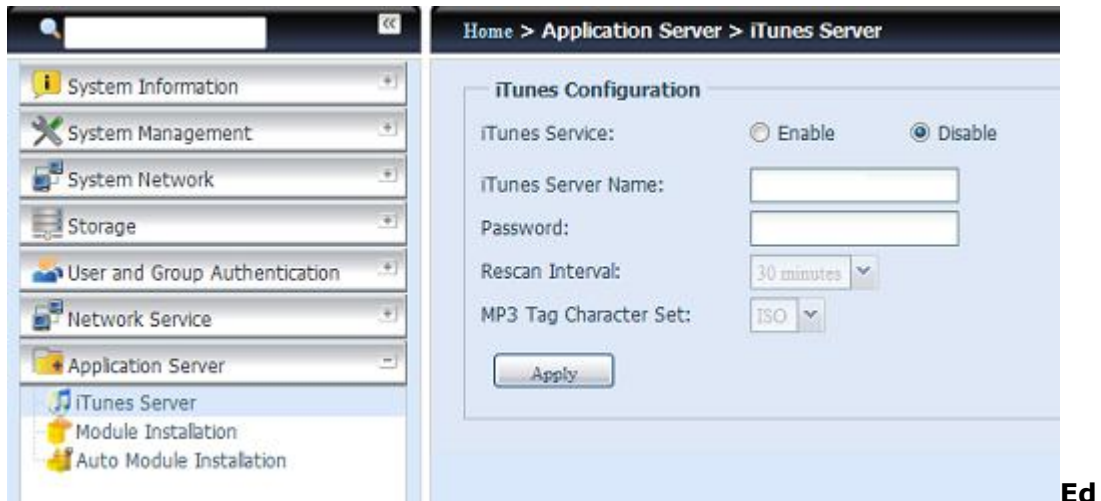 Home > Application Server > iTunes Server
System Information
System Management
System Network
Storage
User and Group Authentication
Network Service
Application Server
iTunes Server
Module Installation
Auto Module Installation
iTunes Configuration
iTunes Service: Enable Disable
iTunes Server Name:
Password:
Rescan Interval: 30 minutes
MP3 Tag Character Set: ISO
Apply
Ed